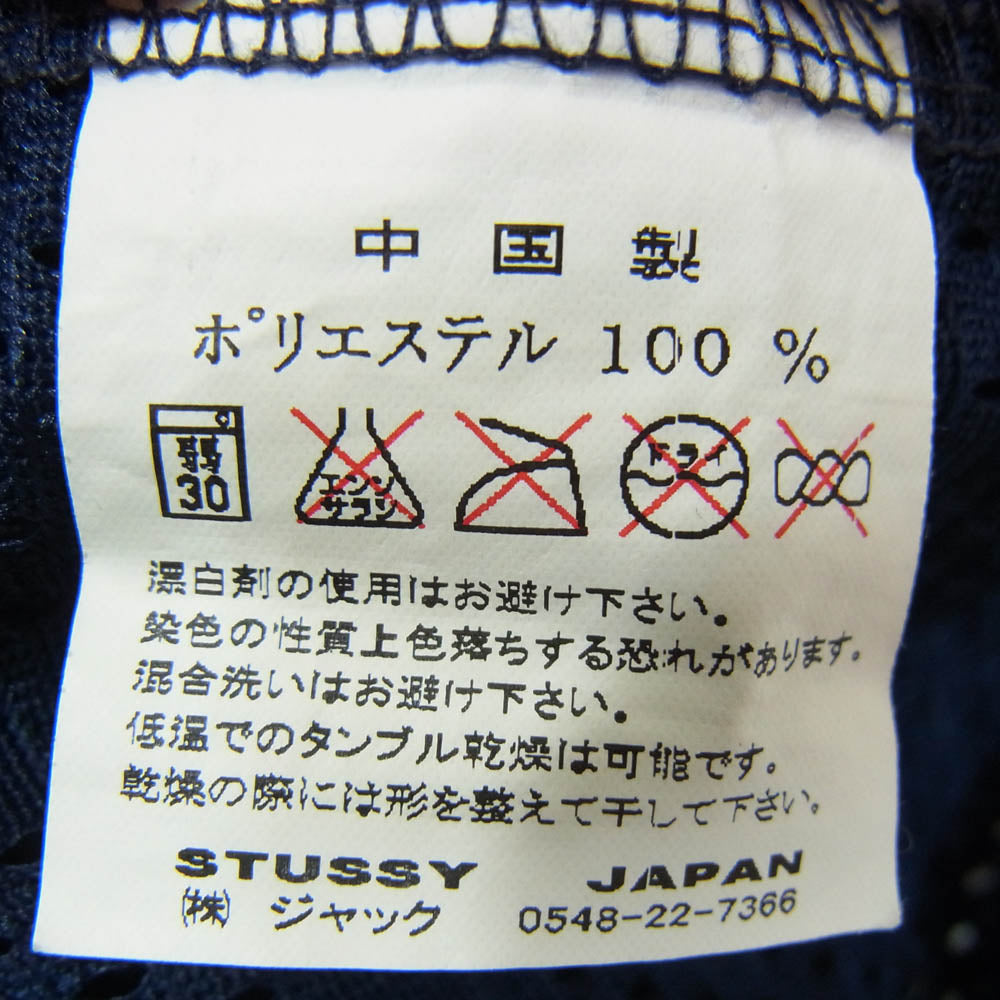 中国製
ポリエステル 100 %
弱 30 エンソサラシ ドライ
漂白剤の使用はお避け下さい。
染色の性質上色落ちする恐れがあります。
混合洗いはお避け下さい。
低温でのタンブル乾燥は可能です。
乾燥の際には形を整えて干して下さい。
STUSSY JAPAN
(株) ジャック 0548-22-7366